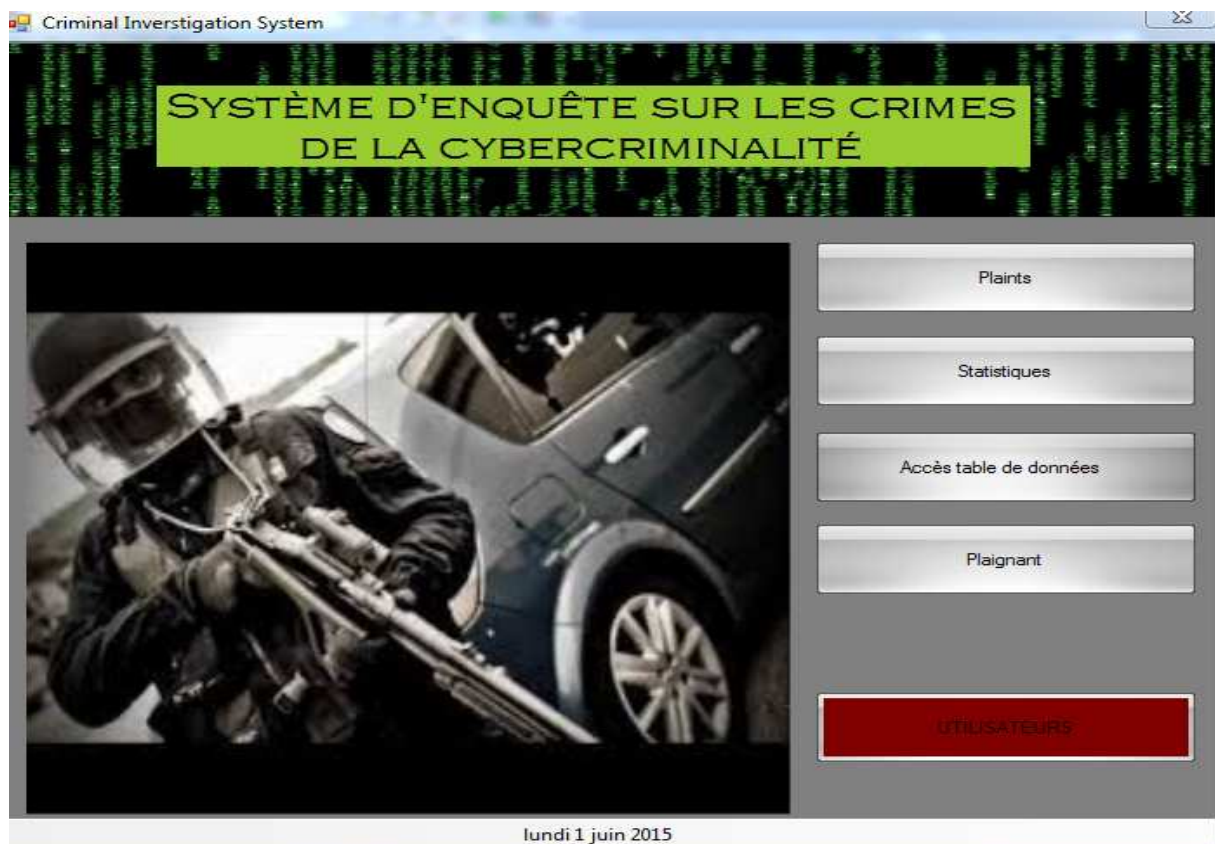 Criminal Inverstigation System
SYSTÈME D'ENQUÊTE SUR LES CRIMES
DE LA CYBERCRIMINALITÉ
Plaints
Statistiques
Accès table de données
Plaignant
UTILISATEURS
lundi 1 juin 2015